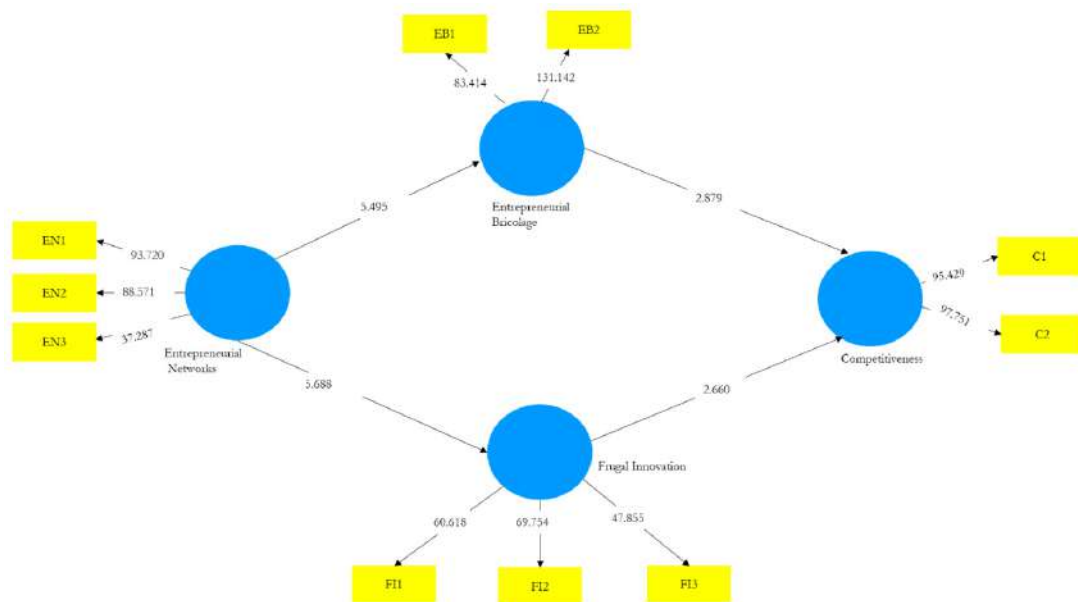 EB1
EB2
83.414
131.142
Entrepreneurial
Bricolage
5.495
2.879
EN1
93.720
EN2
88.571
EN3
37.287
Entrepreneurial
Networks
C1
95.429
C2
97.751
Competitiveness
5.688
2.660
Frugal Innovation
60.618
69.754
47.855
FI1
FI2
FI3